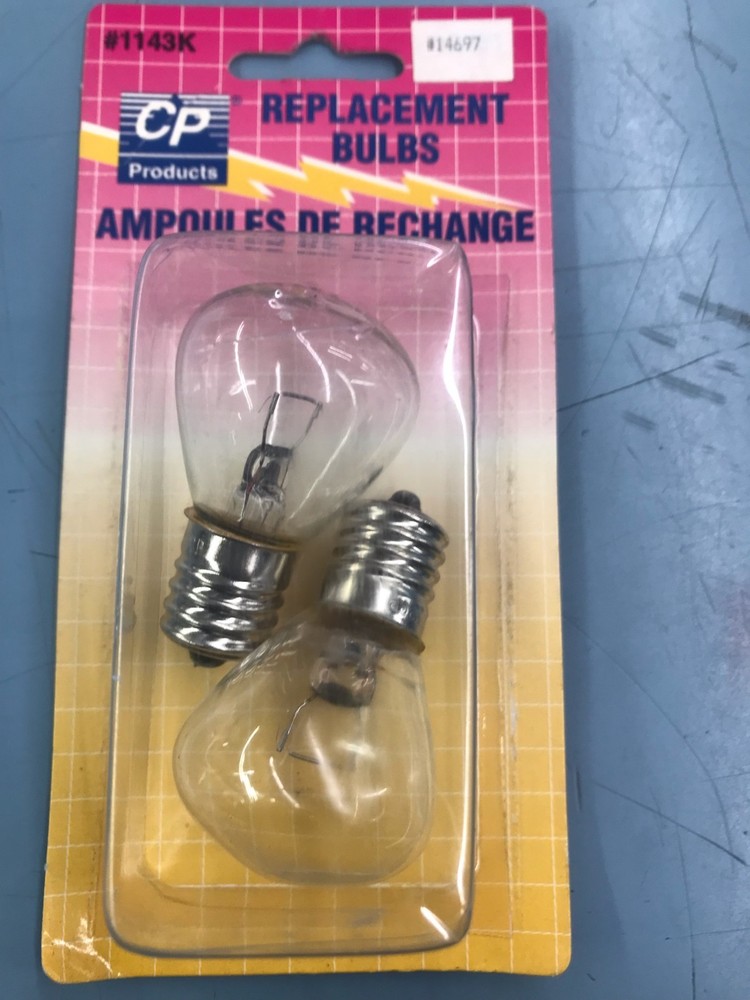 #1143K
#14697
CP
Products
®
REPLACEMENT
BULBS
AMPOULES DE RECHANGE